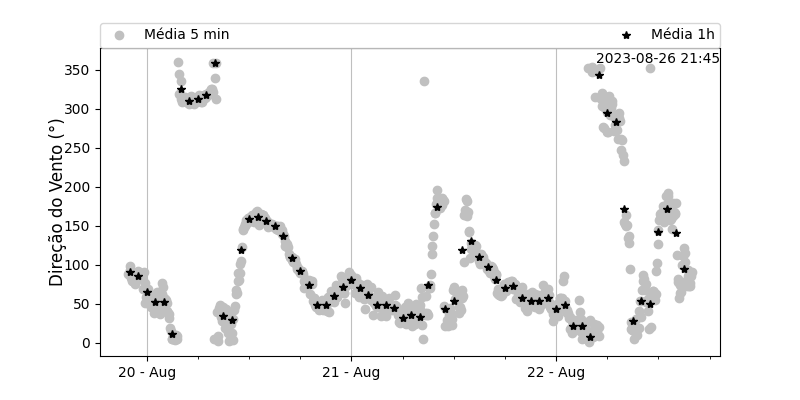 Média 5 min
Média 1h
2023-08-26 21:45
Direção do Vento (°)
350
300
250
200
150
100
50
0
20 - Aug
21 - Aug
22 - Aug